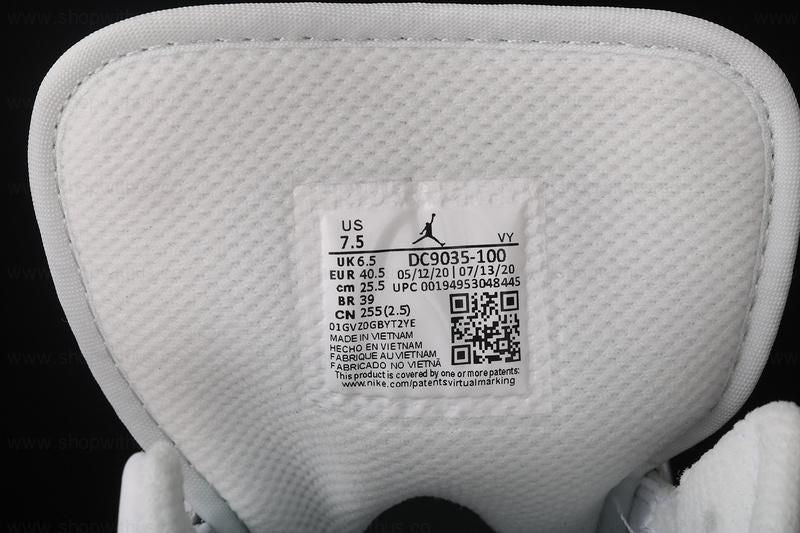 US
7.5
VY
UK 6.5
DC9035-100
EUR 40.5
05/12/20 | 07/13/20
cm 25.5
UPC 00194953048445
BR 39
CN 255(2.5)
01GVZ0GBYT2YE
MADE IN VIETNAM
HECHO EN VIETNAM
FABRIQUE AU VIETNAM
FABRICADO NO VIETNÃ
This product is covered by one or more patents:
www.nike.com/patentsvirtualmarking